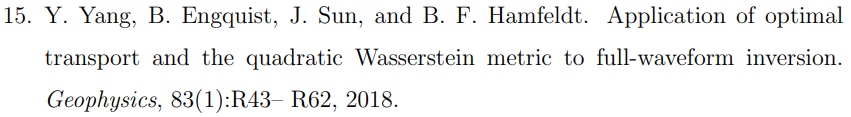 15. Y. Yang, B. Engquist, J. Sun, and B. F. Hamfeldt. Application of optimal
transport and the quadratic Wasserstein metric to full-waveform inversion.
Geophysics, 83(1):R43– R62, 2018.